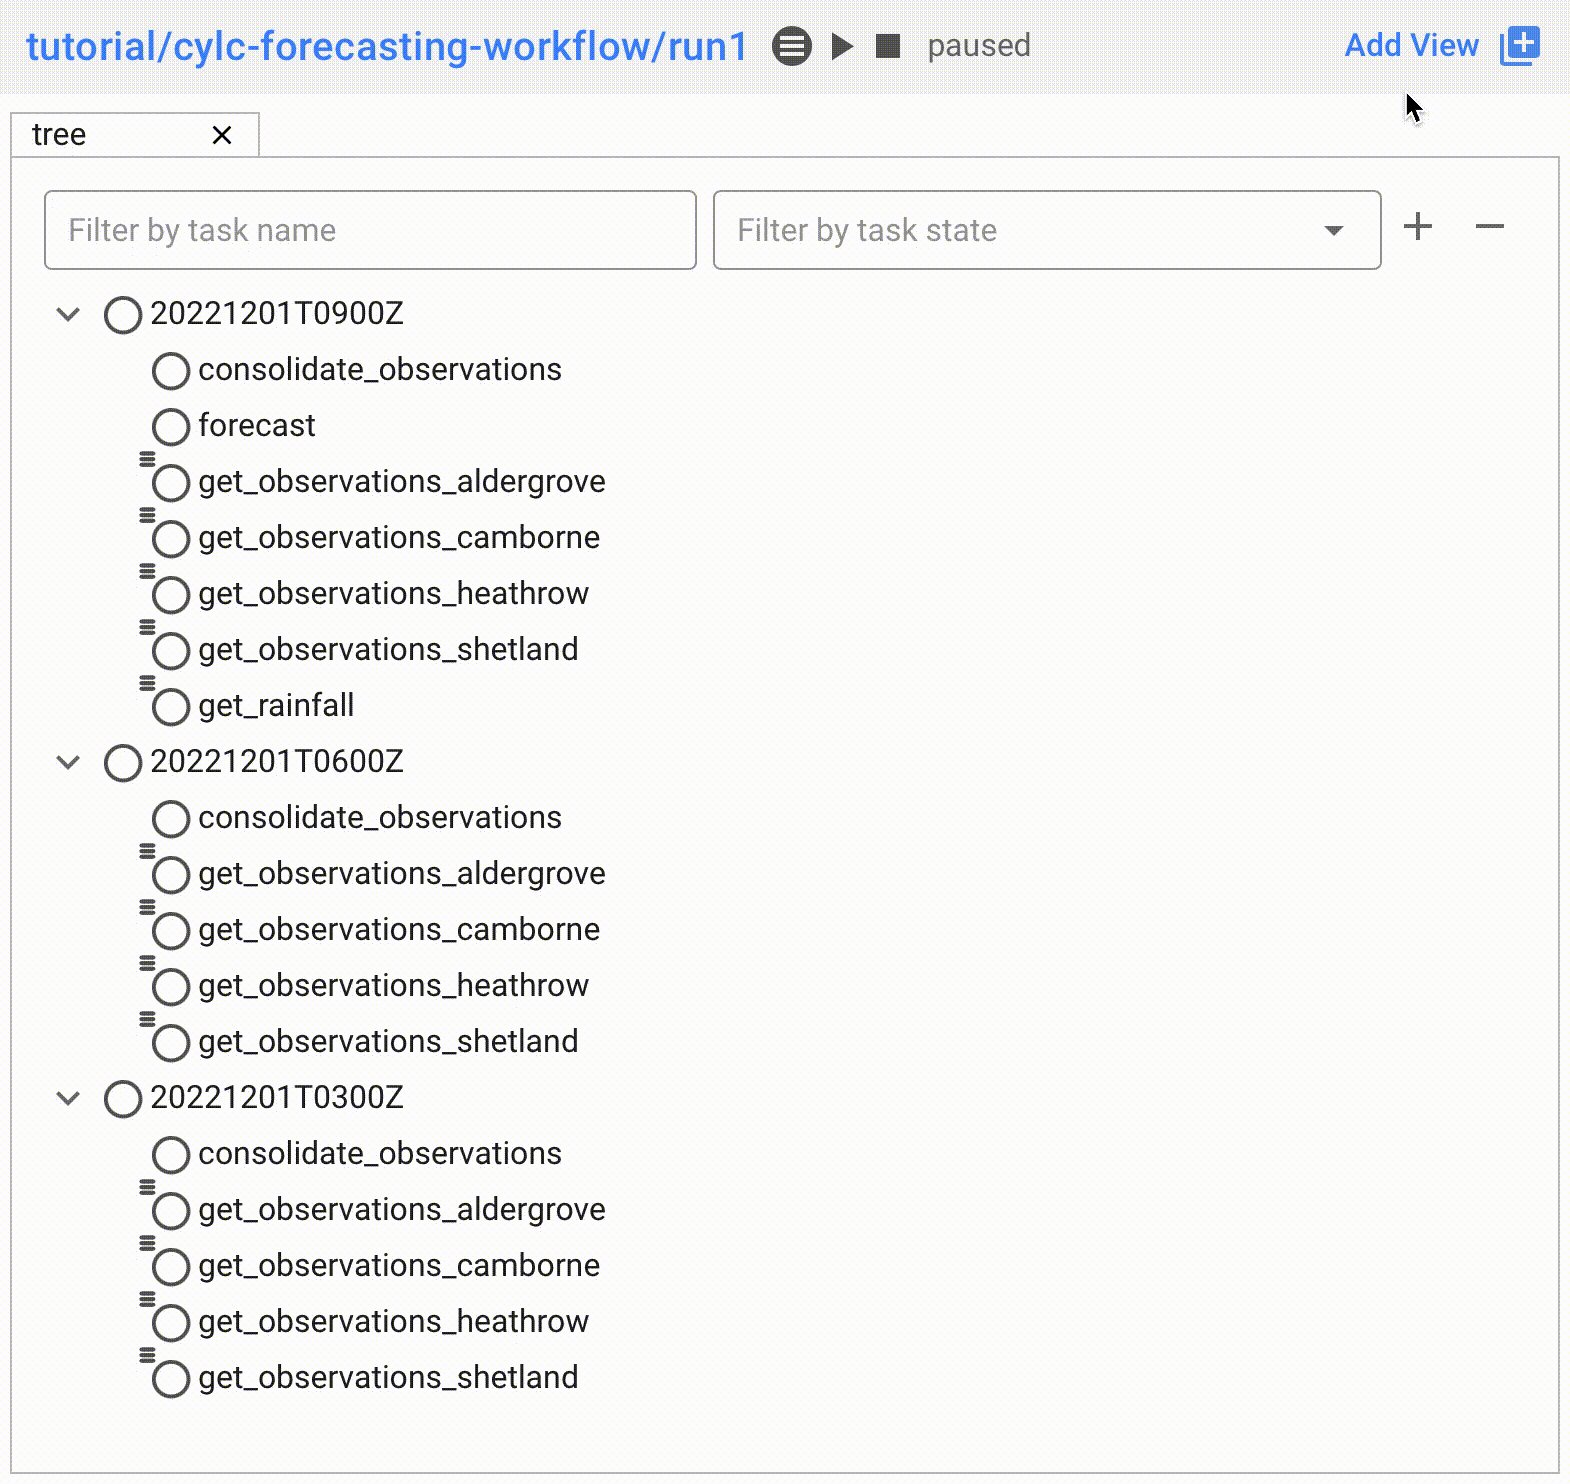 tutorial/cylc-forecasting-workflow/run1 paused Add View
tree
Filter by task name Filter by task state
20221201T0900Z
consolidate_observations
forecast
get_observations_aldergrove
get_observations_camborne
get_observations_heathrow
get_observations_shetland
get_rainfall
20221201T0600Z
consolidate_observations
get_observations_aldergrove
get_observations_camborne
get_observations_heathrow
get_observations_shetland
20221201T0300Z
consolidate_observations
get_observations_aldergrove
get_observations_camborne
get_observations_heathrow
get_observations_shetland